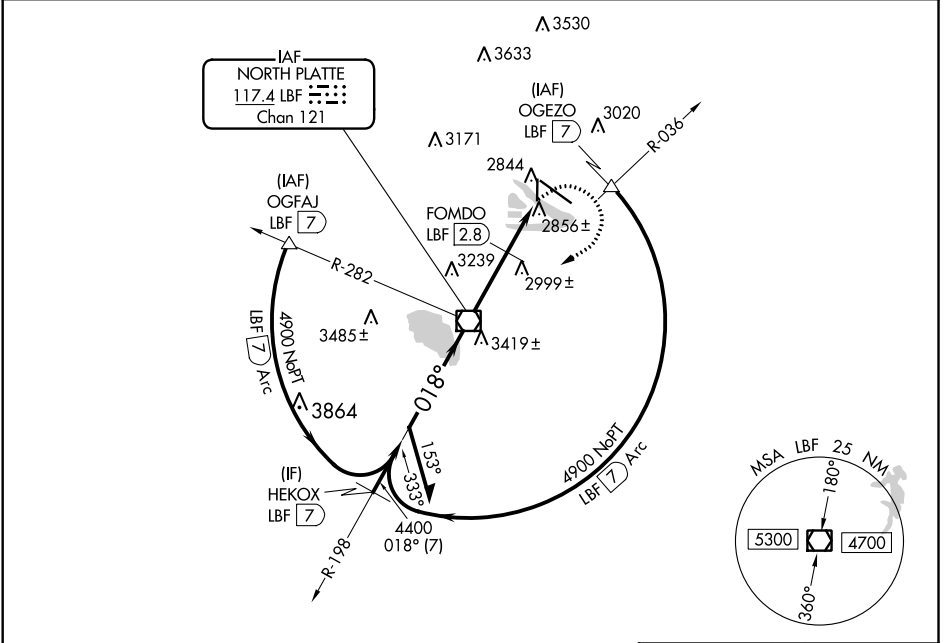 3530
3633
IAF
NORTH PLATTE
117.4 LBF
Chan 121
(IAF)
OGEZO
LBF 7
3020
R-036
3171
2844
(IAF)
OGFAJ
LBF 7
FOMDO
LBF 2.8
2856±
R-282
3239
2999±
3485±
3419±
4900 NoPT
LBF 7 Arc
3864
018°
153°
333°
4900 NoPT
LBF 7 Arc
(IF)
HEKOX
LBF 7
4400
018° (7)
R-198
MSA LBF 25 NM
180°
5300
4700
360°